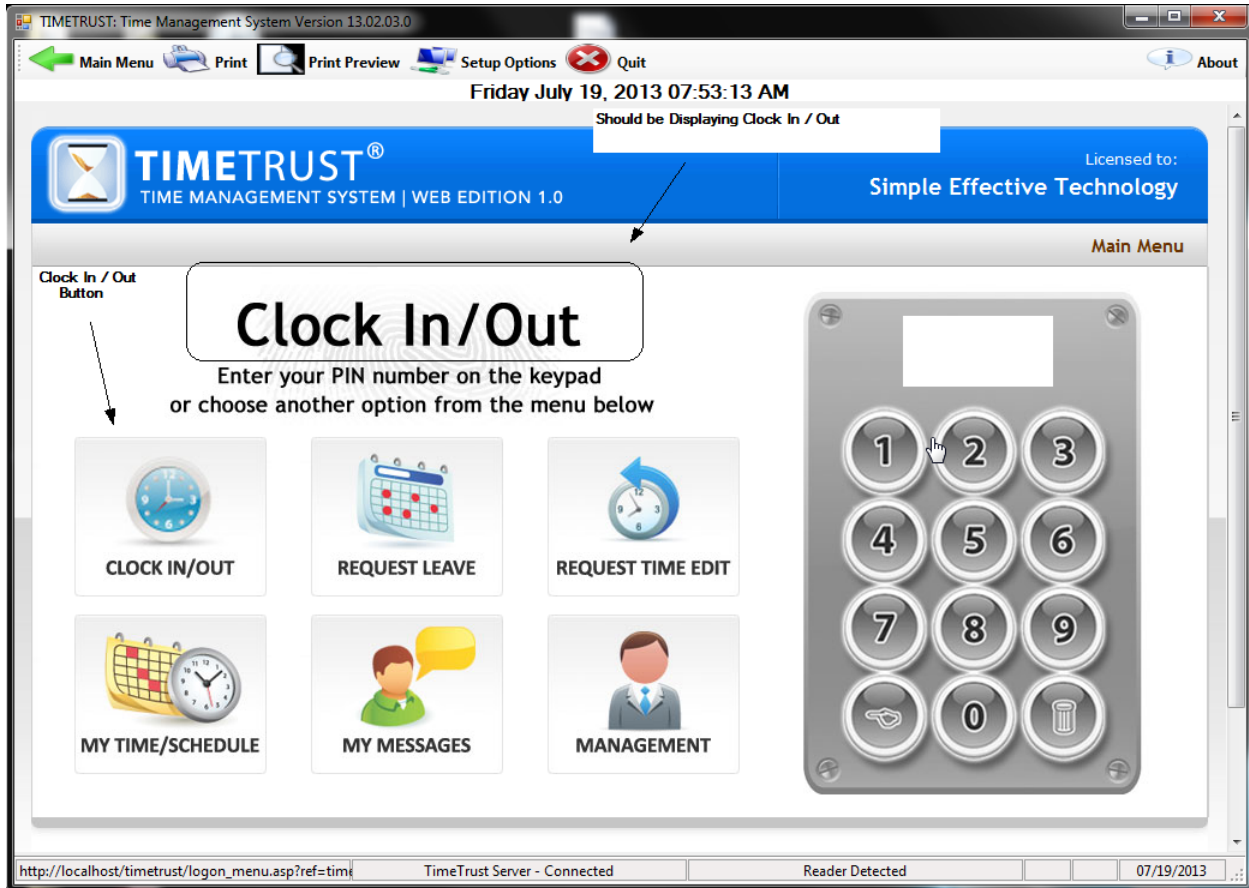 TIMETRUST: Time Management System Version 13.02.03.0
Main Menu Print Print Preview Setup Options Quit About
Friday July 19, 2013 07:53:13 AM
Should be Displaying Clock In / Out
TIMETRUST®
TIME MANAGEMENT SYSTEM | WEB EDITION 1.0
Licensed to:
Simple Effective Technology
Main Menu
Clock In / Out
Button
Clock In/Out
Enter your PIN number on the keypad
or choose another option from the menu below
CLOCK IN/OUT REQUEST LEAVE REQUEST TIME EDIT
MY TIME/SCHEDULE MY MESSAGES MANAGEMENT
1 2 3
4 5 6
7 8 9
0
http://localhost/timetrust/logon_menu.asp?ref=time TimeTrust Server - Connected Reader Detected 07/19/2013